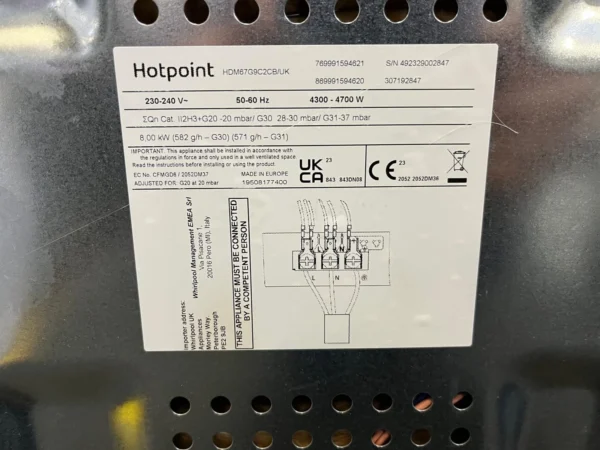 Hotpoint HDM67G9C2CB/UK 769991594621 S/N 492329002847
869991594620 307192847
230-240 V~ 50-60 Hz 4300 - 4700 W
ΣQn Cat. II2H3+G20 -20 mbar/ G30 28-30 mbar/ G31-37 mbar
8,00 kW (582 g/h – G30) (571 g/h – G31)
IMPORTANT. This appliance shall be installed in accordance with
the regulations in force and only used in a well ventilated space.
Read the instructions before installing or using the product
EC No. CFMGD8 / 2052DM37 MADE IN EUROPE
ADJUSTED FOR: G20 at 20 mbar 19508177400
UK 23
CA 843 843DN08
CE 23
2052 2052DM36
Whirlpool Management EMEA Srl
Via Pisacane 1,
20016 Pero (MI), Italy
Importer address:
Whirlpool UK
Appliances
Morley Way,
Peterborough,
PE2 9JB
THIS APPLIANCE MUST BE CONNECTED
BY A COMPETENT PERSON
L N
L N